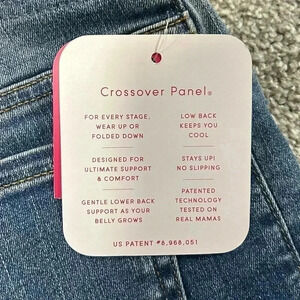 Crossover Panel®
FOR EVERY STAGE,
WEAR UP OR
FOLDED DOWN
LOW BACK
KEEPS YOU
COOL
DESIGNED FOR
ULTIMATE SUPPORT
& COMFORT
STAYS UP!
NO SLIPPING
GENTLE LOWER BACK
SUPPORT AS YOUR
BELLY GROWS
PATENTED
TECHNOLOGY
TESTED ON
REAL MAMAS
US PATENT #6,968,051